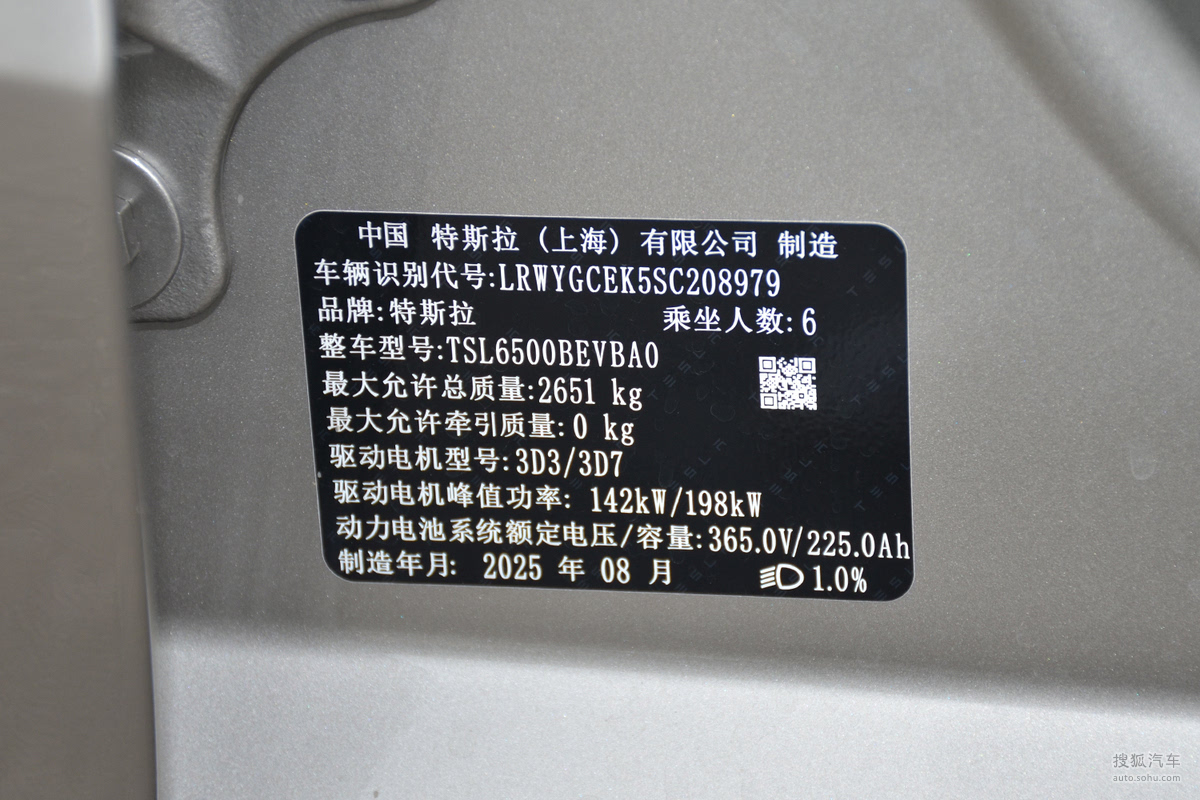 中国 特斯拉（上海）有限公司 制造
车辆识别代号:LRWYGCEK5SC208979
品牌:特斯拉 乘坐人数:6
整车型号:TSL6500BEVBA0
最大允许总质量:2651 kg
最大允许牵引质量:0 kg
驱动电机型号:3D3/3D7
驱动电机峰值功率: 142kW/198kW
动力电池系统额定电压/容量:365.0V/225.0Ah
制造年月: 2025 年 08 月 1.0%
搜狐汽车
auto.sohu.com